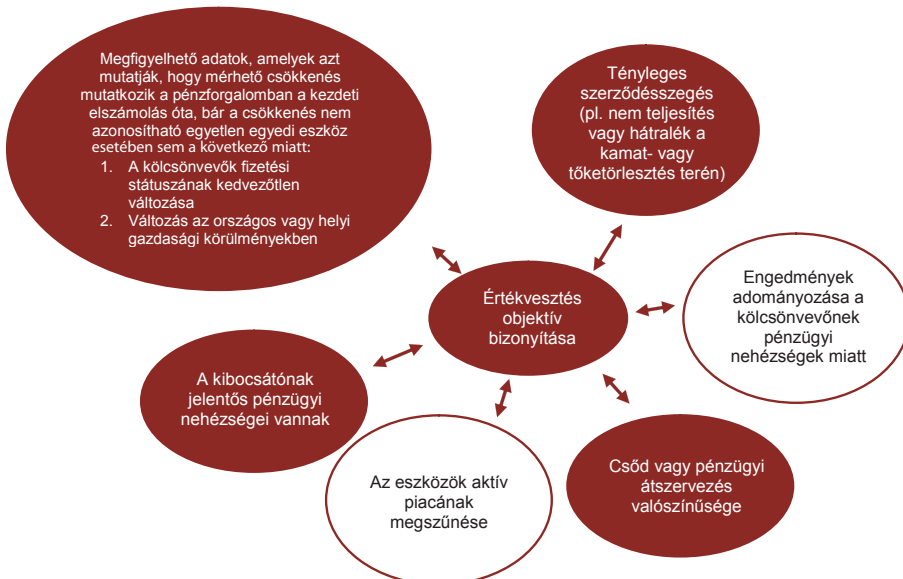 Megfigyelhető adatok, amelyek azt
mutatják, hogy mérhető csökkenés
mutatkozik a pénzforgalomban a kezdeti
elszámolás óta, bár a csökkenés nem
azonosítható egyetlen egyedi eszköz
esetében sem a következő miatt:
1. A kölcsönvevők fizetési
státuszának kedvezőtlen
változása
2. Változás az országos vagy helyi
gazdasági körülményekben
Tényleges
szerződésszegés
(pl. nem teljesítés
vagy hátralék a
kamat- vagy
tőketörlesztés terén)
Értékvesztés
objektív
bizonyítása
Engedmények
adományozása a
kölcsönvevőnek
pénzügyi
nehézségek miatt
A kibocsátónak
jelentős pénzügyi
nehézségei vannak
Az eszközök aktív
piacának
megszűnése
Csőd vagy pénzügyi
átszervezés
valószínűsége